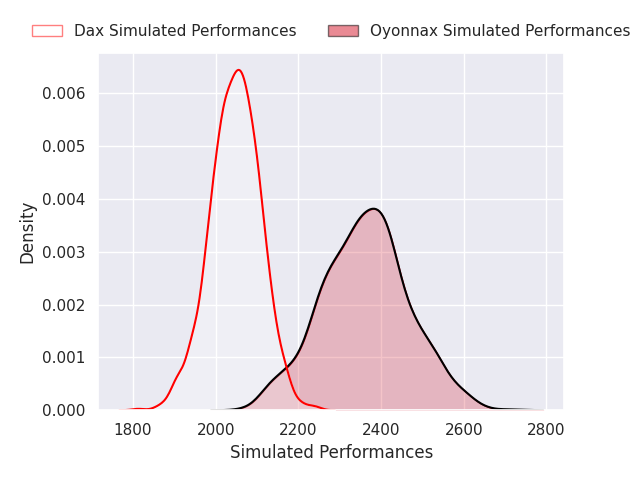 Dax Simulated Performances
Oyonnax Simulated Performances
0.006
0.005
0.004
0.003
0.002
0.001
0.000
Density
1800 2000 2200 2400 2600 2800
Simulated Performances